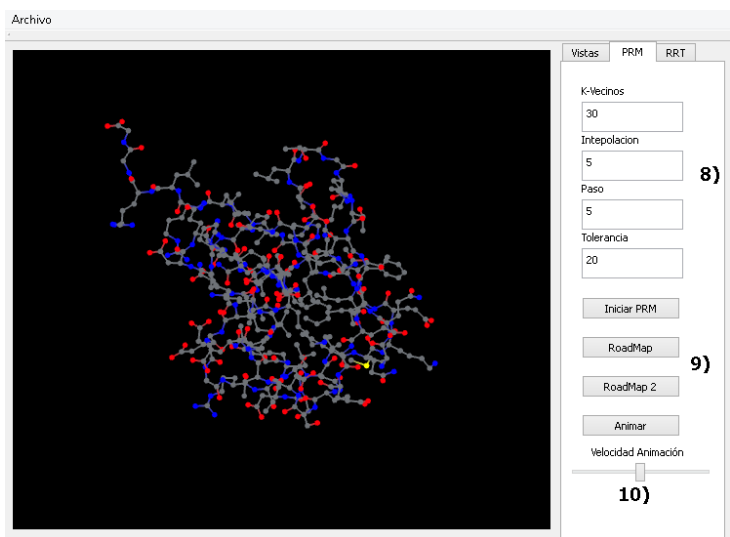 Archivo
Vistas PRM RRT
K-Vecinos
30
Intepolacion
5
8)
Paso
5
Tolerancia
20
Iniciar PRM
RoadMap
9)
RoadMap 2
Animar
Velocidad Animación
10)